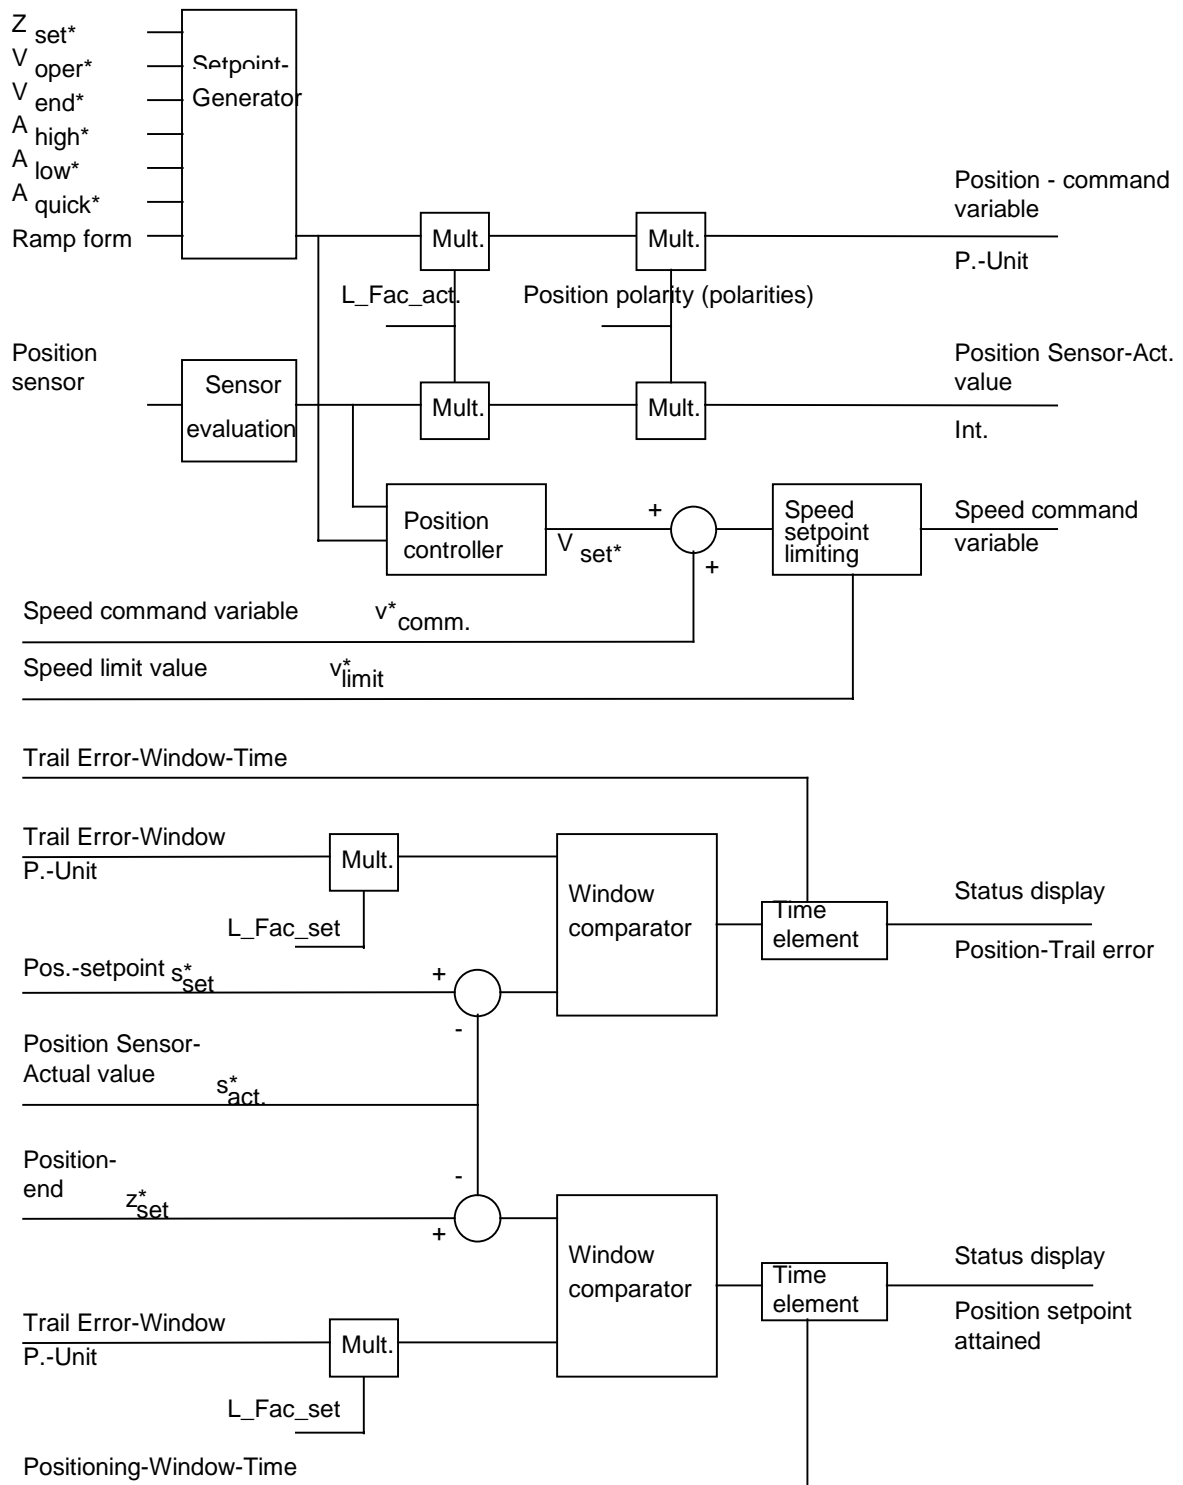 Z set*
V oper*
V end*
A high*
A low*
A quick*
Ramp form
Setpoint-
Generator
Mult.
Mult.
Position - command
variable
P.-Unit
L_Fac_act.
Position polarity (polarities)
Position
sensor
Sensor
evaluation
Mult.
Mult.
Position Sensor-Act.
value
Int.
Position
controller
V set*
+
+
Speed
setpoint
limiting
Speed command
variable
Speed command variable v* comm.
Speed limit value v* limit
Trail Error-Window-Time
Trail Error-Window
P.-Unit
Mult.
L_Fac_set
Window
comparator
Time
element
Status display
Position-Trail error
Pos.-setpoint s* set
+
-
Position Sensor-
Actual value s* act.
Position-
end z* set
-
+
Window
comparator
Time
element
Status display
Position setpoint
attained
Trail Error-Window
P.-Unit
Mult.
L_Fac_set
Positioning-Window-Time